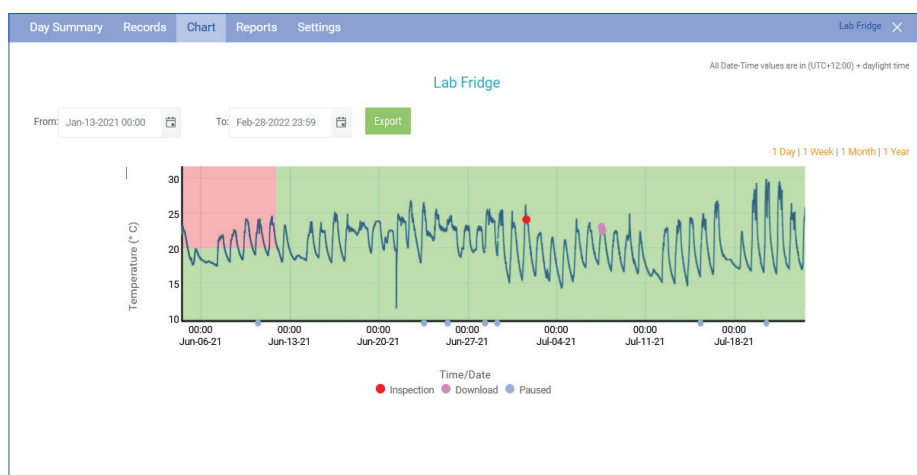 Day Summary Records Chart Reports Settings Lab Fridge
All Date-Time values are in (UTC+12:00) + daylight time
Lab Fridge
From: Jan-13-2021 00:00 To: Feb-28-2022 23:59 Export
1 Day | 1 Week | 1 Month | 1 Year
Temperature (° C)
30
25
20
15
10
00:00 00:00 00:00 00:00 00:00 00:00 00:00
Jun-06-21 Jun-13-21 Jun-20-21 Jun-27-21 Jul-04-21 Jul-11-21 Jul-18-21
Time/Date
Inspection Download Paused